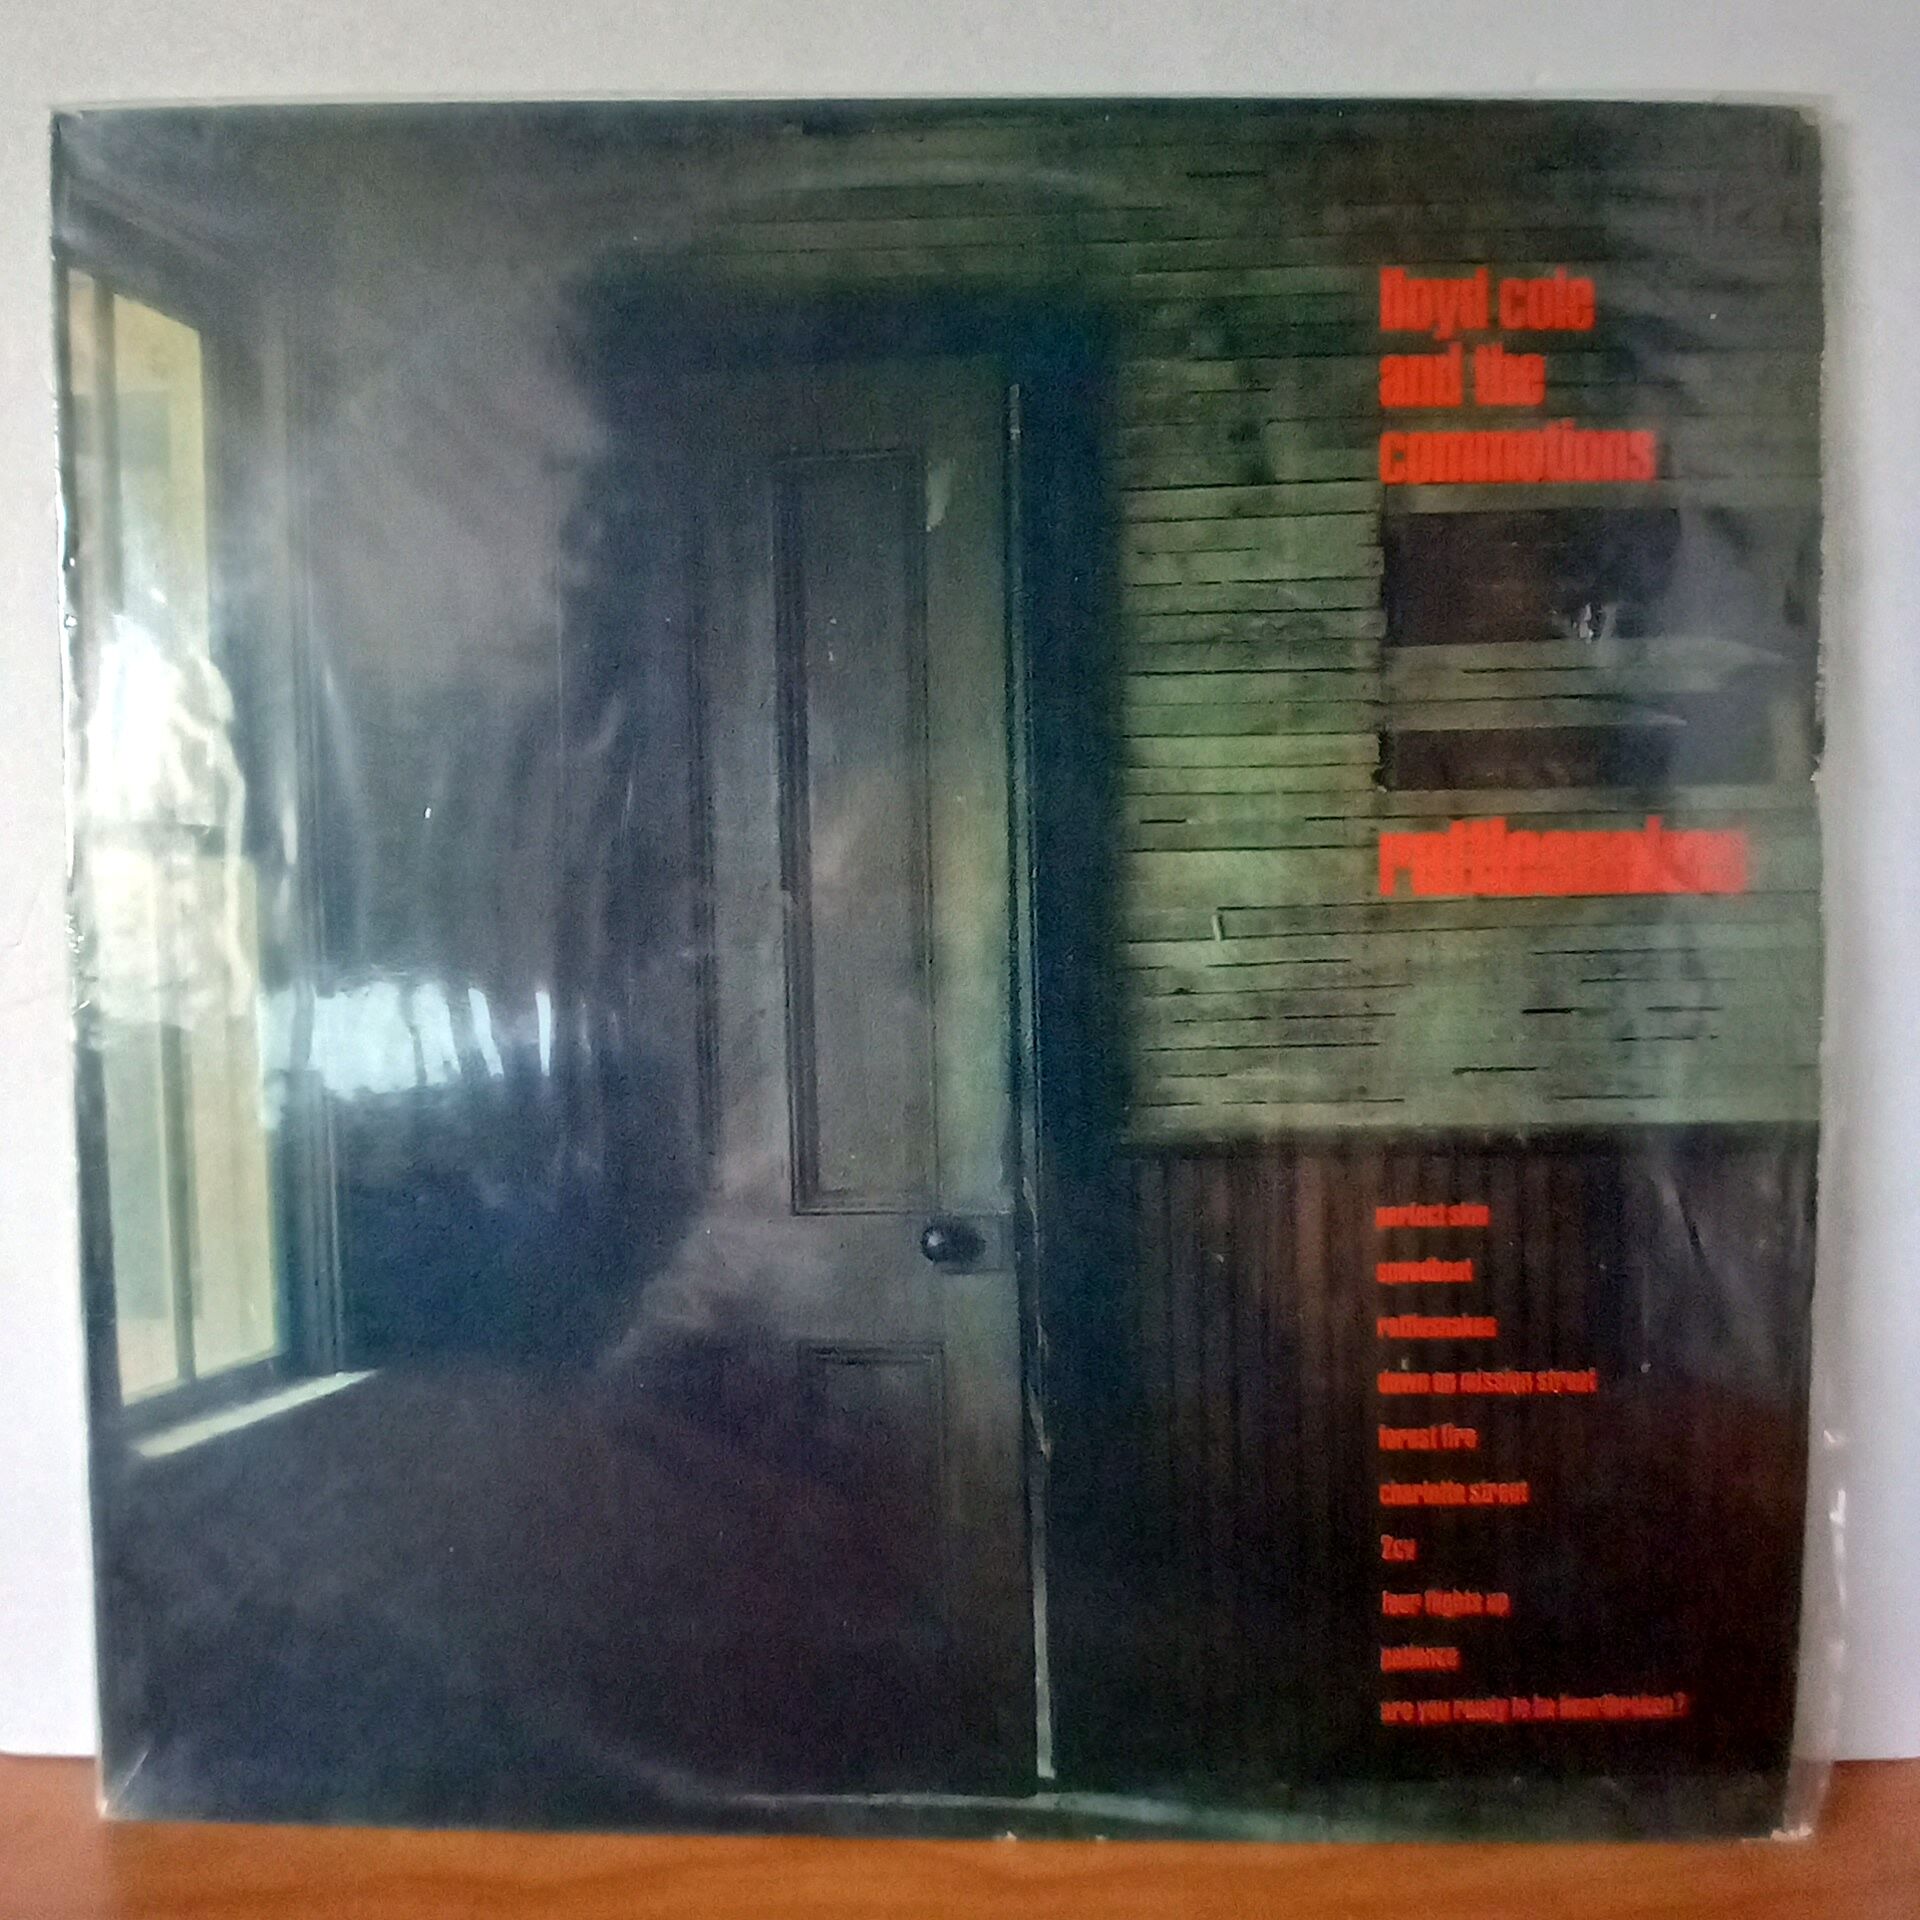 lloyd cole
and the
commotions
rattlesnakes
perfect skin
speedboat
rattlesnakes
down on mission street
forest fire
charlotte street
2cv
four flights up
patience
are you ready to be heartbroken?